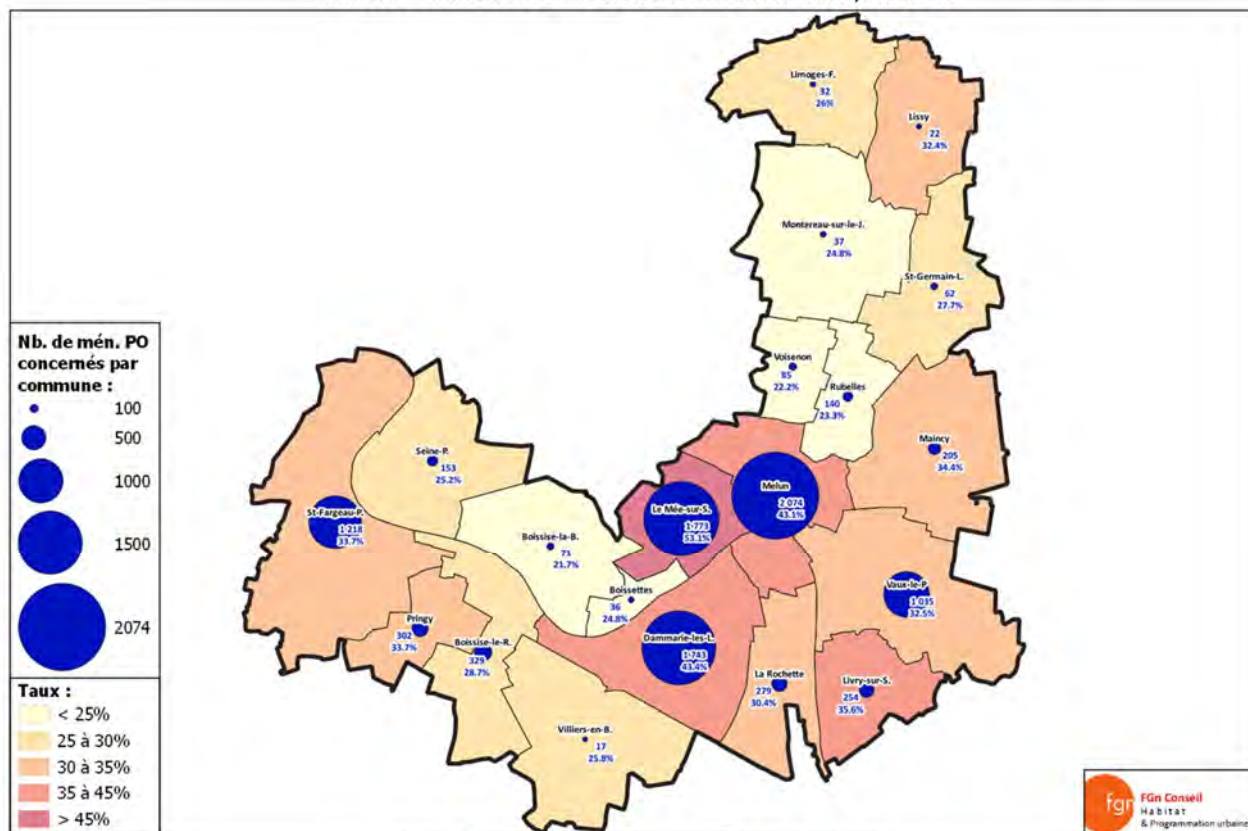 Limoges-F.
32
26%
Lissy
22
32.4%
Montereau-sur-le-J.
37
24.8%
St-Germain-L.
62
27.7%
Nb. de mén. PO
concernés par
commune :
100
500
1000
1500
2074
Taux :
< 25%
25 à 30%
30 à 35%
35 à 45%
> 45%
Voisenon
85
22.2%
Rubelles
140
23.3%
Maincy
205
34.4%
Seine-P.
153
25.2%
Melun
2 074
43.1%
Le Mée-sur-S.
1 773
53.1%
St-Fargeau-P.
1 218
33.7%
Boissise-la-B.
73
21.7%
Boissettes
36
24.8%
Vaux-le-P.
1 035
32.5%
Pringy
302
33.7%
Boissise-le-R.
329
28.7%
Dammarie-les-L.
1 743
43.4%
La Rochette
279
30.4%
Livry-sur-S.
254
35.6%
Villiers-en-B.
17
25.8%
fgn
FGn Conseil
Habitat
& Programmation urbaine